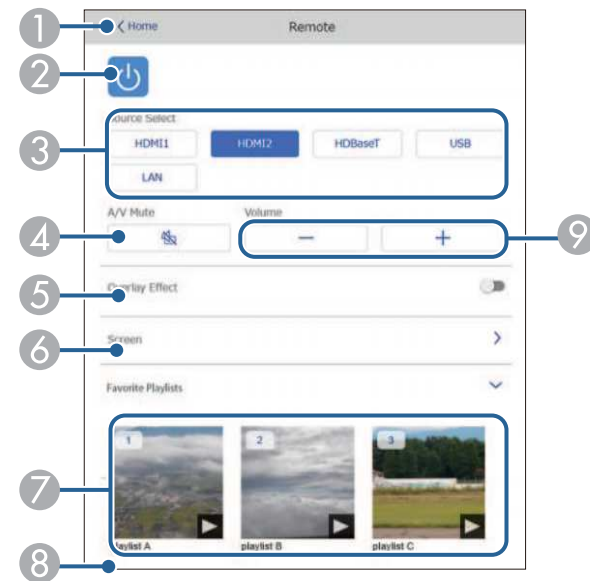 1
< Home
Remote
2
Source Select
3
HDMI1 HDMI2 HDBaseT USB
LAN
A/V Mute Volume
4
− +
9
5
Overlay Effect
6
Screen
>
Favorite Playlists
1 2 3
7
playlist A playlist B playlist C
8